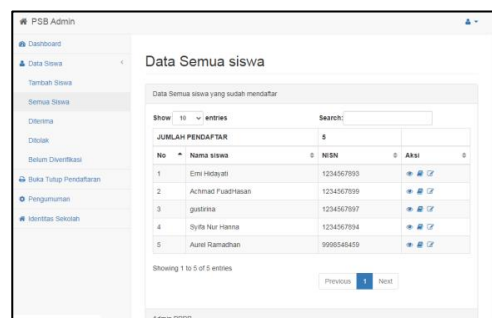 PSB Admin
Dashboard
Data Siswa
Tambah Siswa
Semua Siswa
Diterima
Ditolak
Belum Diverifikasi
Buka Tutup Pendaftaran
Pengumuman
Identitas Sekolah
Data Semua siswa
Data Semua siswa yang sudah mendaftar
Show 10 entries Search:
JUMLAH PENDAFTAR 5
No Nama siswa NISN Aksi
1 Erni Hidayati 1234567893
2 Achmad FuadHasan 1234567899
3 gustirina 1234567897
4 Syifa Nur Hanna 1234567894
5 Aurel Ramadhan 9998546459
Showing 1 to 5 of 5 entries
Previous 1 Next